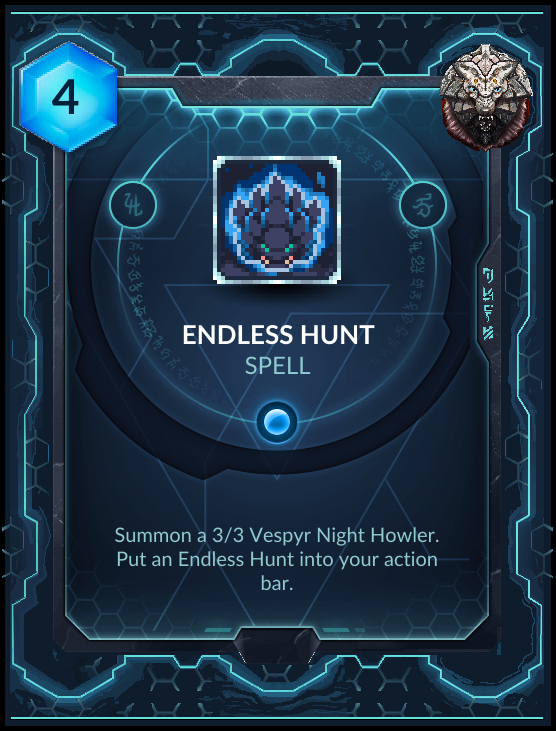 4
ENDLESS HUNT
SPELL
Summon a 3/3 Vespyr Night Howler.
Put an Endless Hunt into your action
bar.